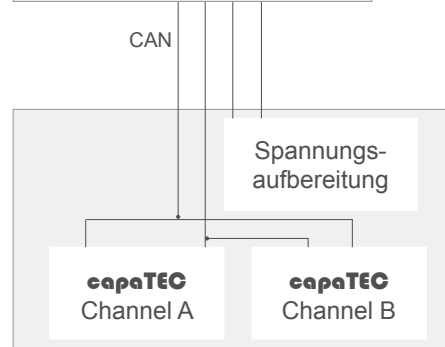 CAN
Spannungs-
aufbereitung
capaTEC
Channel A
capaTEC
Channel B